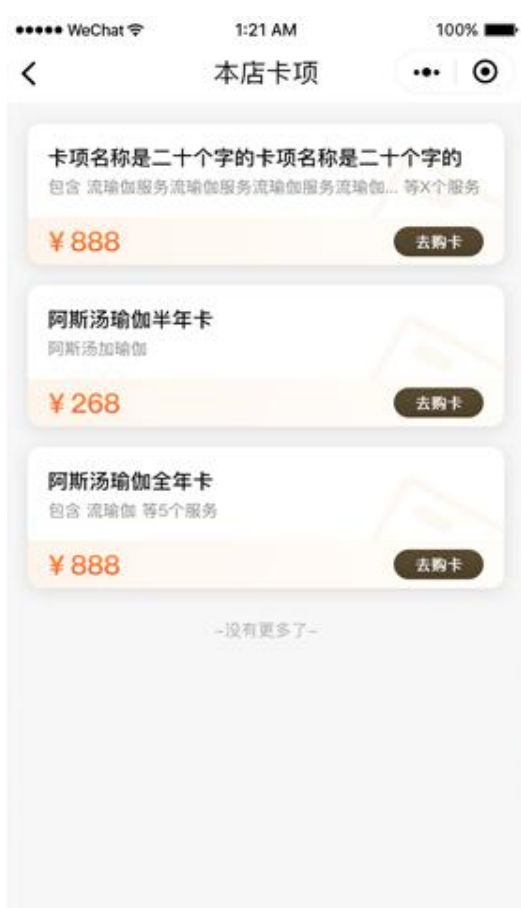 WeChat 1:21 AM 100%
本店卡项
卡项名称是二十个字的卡项名称是二十个字的
包含 流瑜伽服务流瑜伽服务流瑜伽服务流瑜伽... 等X个服务
¥888 去购卡
阿斯汤瑜伽半年卡
阿斯汤加瑜伽
¥268 去购卡
阿斯汤瑜伽全年卡
包含 流瑜伽 等5个服务
¥888 去购卡
~没有更多了~